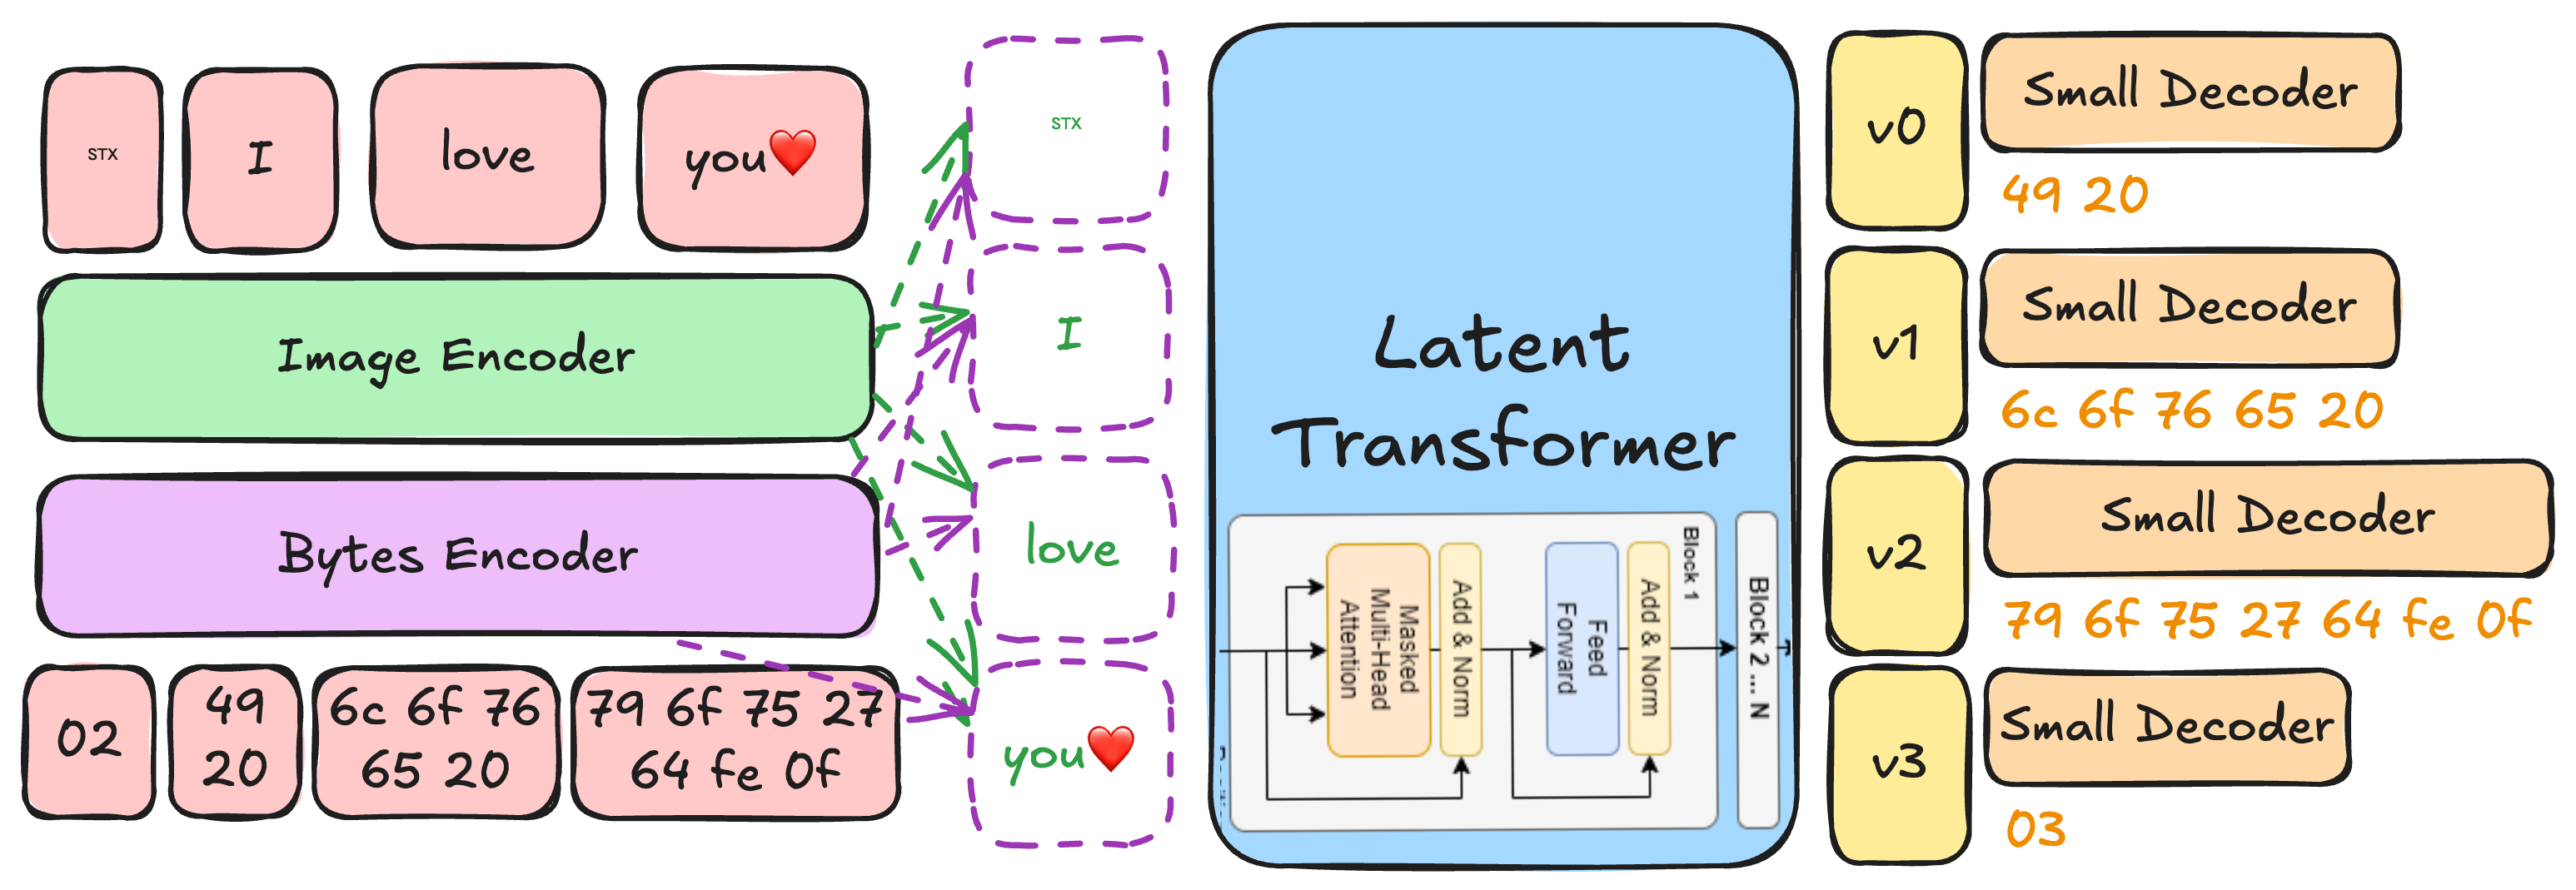 STX
I
love
you❤️
Image Encoder
Bytes Encoder
02
49
20
6c 6f 76
65 20
79 6f 75 27
64 fe 0f
STX
I
love
you❤️
Latent
Transformer
Masked
Multi-Head
Attention
Add & Norm
Feed
Forward
Add & Norm
Block 1
Block 2 ... N
v0
Small Decoder
49 20
v1
Small Decoder
6c 6f 76 65 20
v2
Small Decoder
79 6f 75 27 64 fe 0f
v3
Small Decoder
03